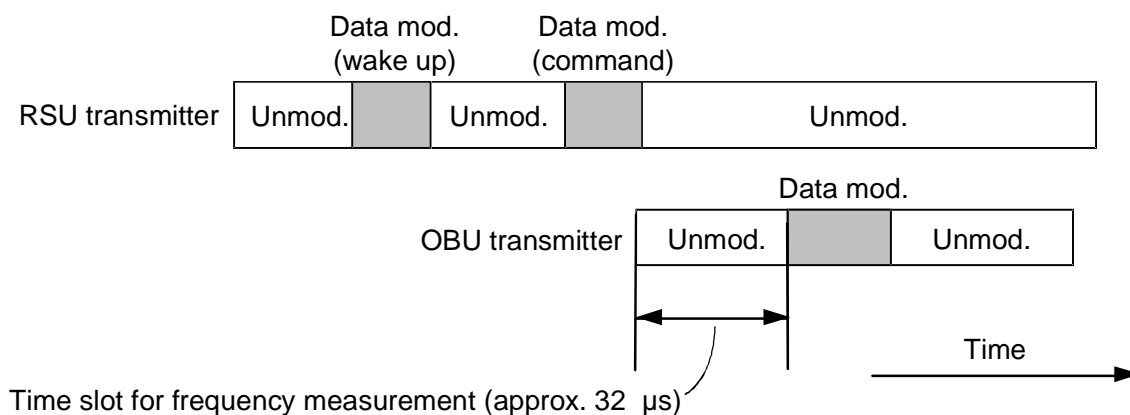 Data mod.
(wake up)
Data mod.
(command)
RSU transmitter
Unmod.
Unmod.
Unmod.
Data mod.
OBU transmitter
Unmod.
Unmod.
Time
Time slot for frequency measurement (approx. 32 µs)